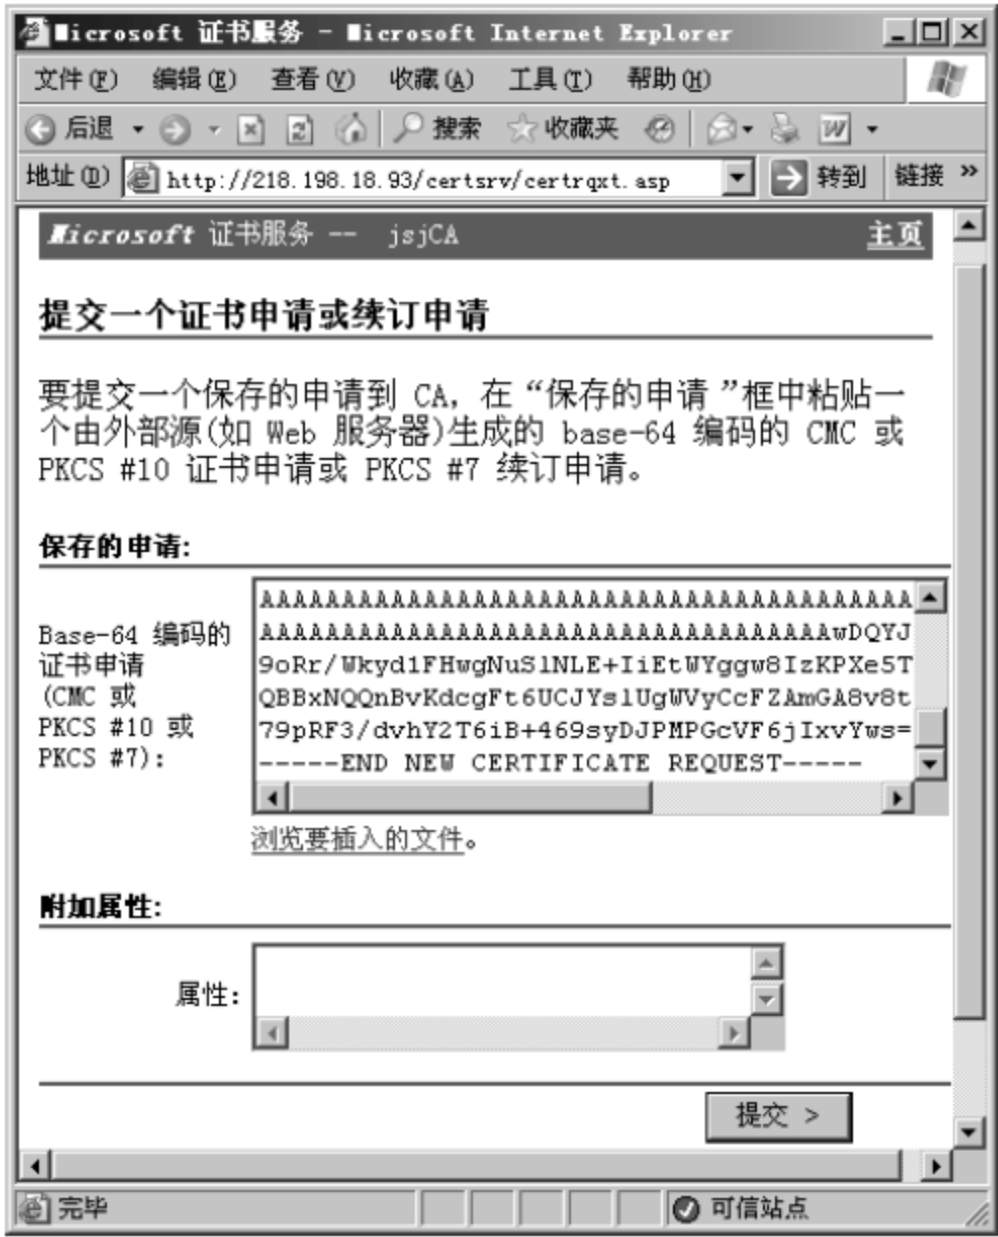 Microsoft 证书服务 - Microsoft Internet Explorer
文件(F) 编辑(E) 查看(V) 收藏(A) 工具(T) 帮助(H)
后退 搜索 收藏夹
地址(D) http://218.198.18.93/certsrv/certrqxt.asp 转到 链接 »
Microsoft 证书服务 -- jsjCA 主页
提交一个证书申请或续订申请
要提交一个保存的申请到 CA，在“保存的申请”框中粘贴一
个由外部源(如 Web 服务器)生成的 base-64 编码的 CMC 或
PKCS #10 证书申请或 PKCS #7 续订申请。
保存的申请:
Base-64 编码的
证书申请
(CMC 或
PKCS #10 或
PKCS #7):
AAAAAAAAAAAAAAAAAAAAAAAAAAAAAAAAAAAAAAAA
AAAAAAAAAAAAAAAAAAAAAAAAAAAAAAAAAAAwDQYJ
9oRr/Wkyd1FHwgNuSlNLE+IiEtWYggw8IzKPXe5T
QBBxNQQnBvKdcgFt6UCJYslUgWVyCcFZAmGA8v8t
79pRF3/dvhY2T6iB+469syDJPMPGcVF6jIxvYws=
-----END NEW CERTIFICATE REQUEST-----
浏览要插入的文件。
附加属性:
属性:
提交 >
完毕 可信站点